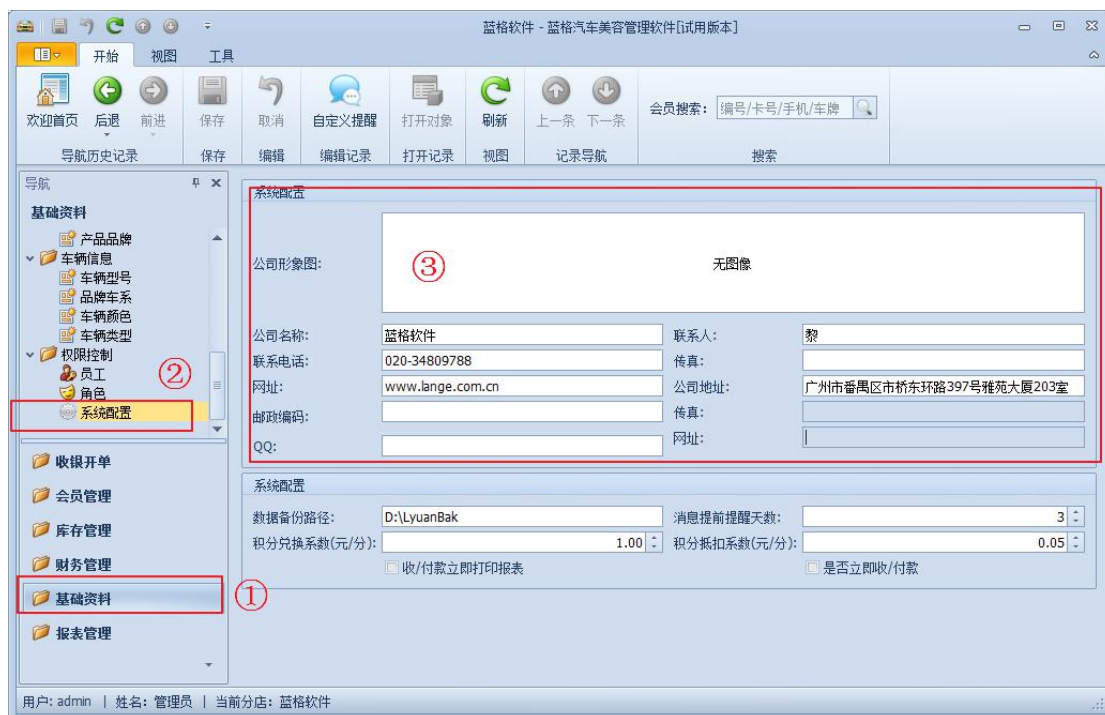 蓝格软件 - 蓝格汽车美容管理软件[试用版本]
开始 视图 工具
欢迎首页 后退 前进 保存 取消 自定义提醒 打开对象 刷新 上一条 下一条 会员搜索: 编号/卡号/手机/车牌
导航历史记录 保存 编辑 编辑记录 打开记录 视图 记录导航 搜索
导航
基础资料
产品品牌
车辆信息
车辆型号
品牌车系
车辆颜色
车辆类型
权限控制
员工
角色
系统配置
②
收银开单
会员管理
库存管理
财务管理
基础资料
①
报表管理
系统配置
公司形象图: ③ 无图像
公司名称: 蓝格软件 联系人: 黎
联系电话: 020-34809788 传真:
网址: www.lange.com.cn 公司地址: 广州市番禺区市桥东环路397号雅苑大厦203室
邮政编码: 传真:
QQ: 网址:
系统配置
数据备份路径: D:\LyuanBak 消息提前提醒天数: 3
积分兑换系数(元/分): 1.00 积分抵扣系数(元/分): 0.05
收/付款立即打印报表 是否立即收/付款
用户: admin | 姓名: 管理员 | 当前分店: 蓝格软件